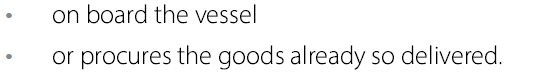 • on board the vessel
• or procures the goods already so delivered.